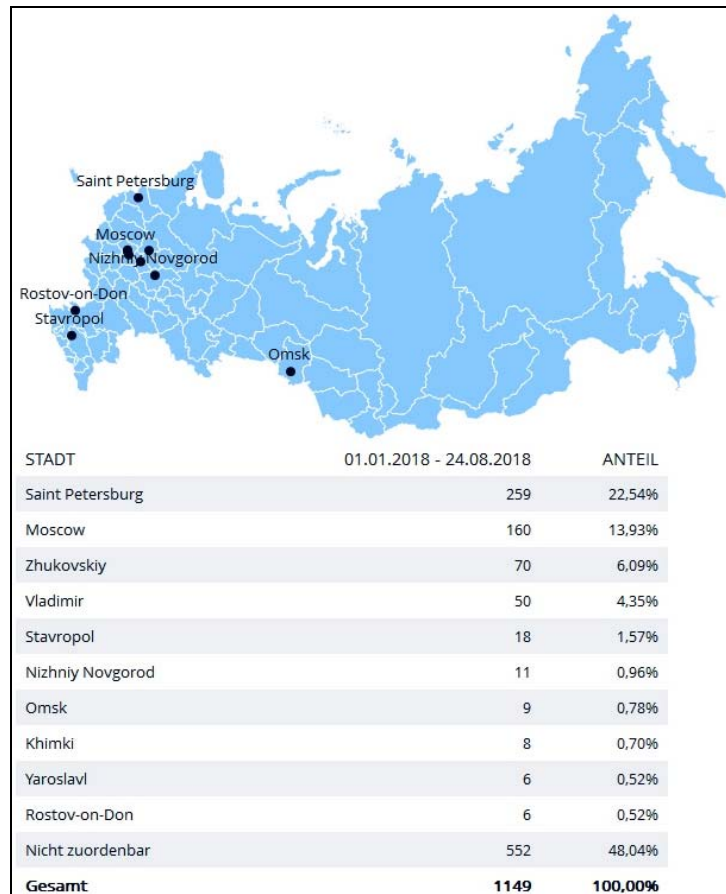 Saint Petersburg
Moscow
Nizhniy Novgorod
Rostov-on-Don
Stavropol
Omsk
STADT 01.01.2018 - 24.08.2018 ANTEIL
Saint Petersburg 259 22,54%
Moscow 160 13,93%
Zhukovskiy 70 6,09%
Vladimir 50 4,35%
Stavropol 18 1,57%
Nizhniy Novgorod 11 0,96%
Omsk 9 0,78%
Khimki 8 0,70%
Yaroslavl 6 0,52%
Rostov-on-Don 6 0,52%
Nicht zuordenbar 552 48,04%
Gesamt 1149 100,00%